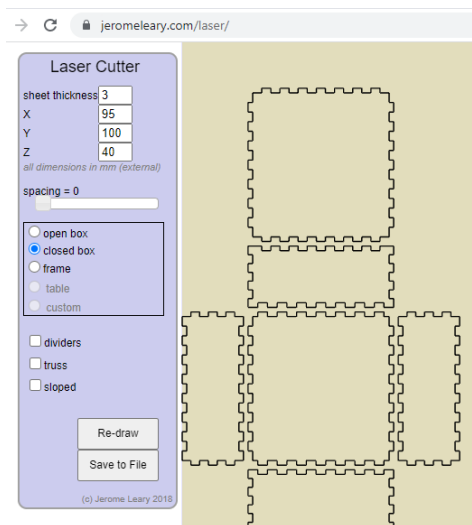 jeromeleary.com/laser/
Laser Cutter
sheet thickness 3
X 95
Y 100
Z 40
all dimensions in mm (external)
spacing = 0
open box
closed box
frame
table
custom
dividers
truss
sloped
Re-draw
Save to File
(c) Jerome Leary 2018